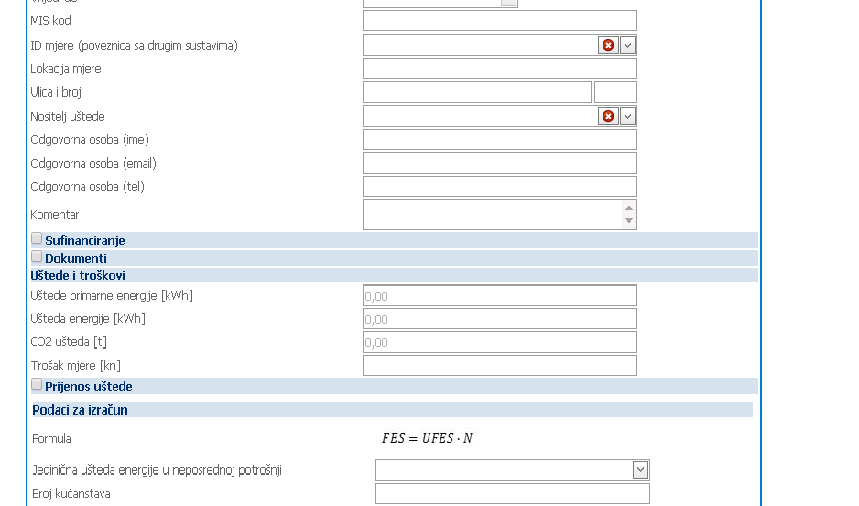 MIS kod
ID mjere (poveznica sa drugim sustavima)
Lokacija mjere
Ulica i broj
Nositelj uštede
Odgovorna osoba (ime)
Odgovorna osoba (email)
Odgovorna osoba (tel)
Komentar
Sufinanciranje
Dokumenti
Uštede i troškovi
Uštede primarne energije [kWh] 0,00
Ušteda energije [kWh] 0,00
CO2 ušteda [t] 0,00
Trošak mjere [kn]
Prijenos uštede
Podaci za izračun
Formula FES = UFES · N
Jedinična ušteda energije u neposrednoj potrošnji
Broj kućanstava